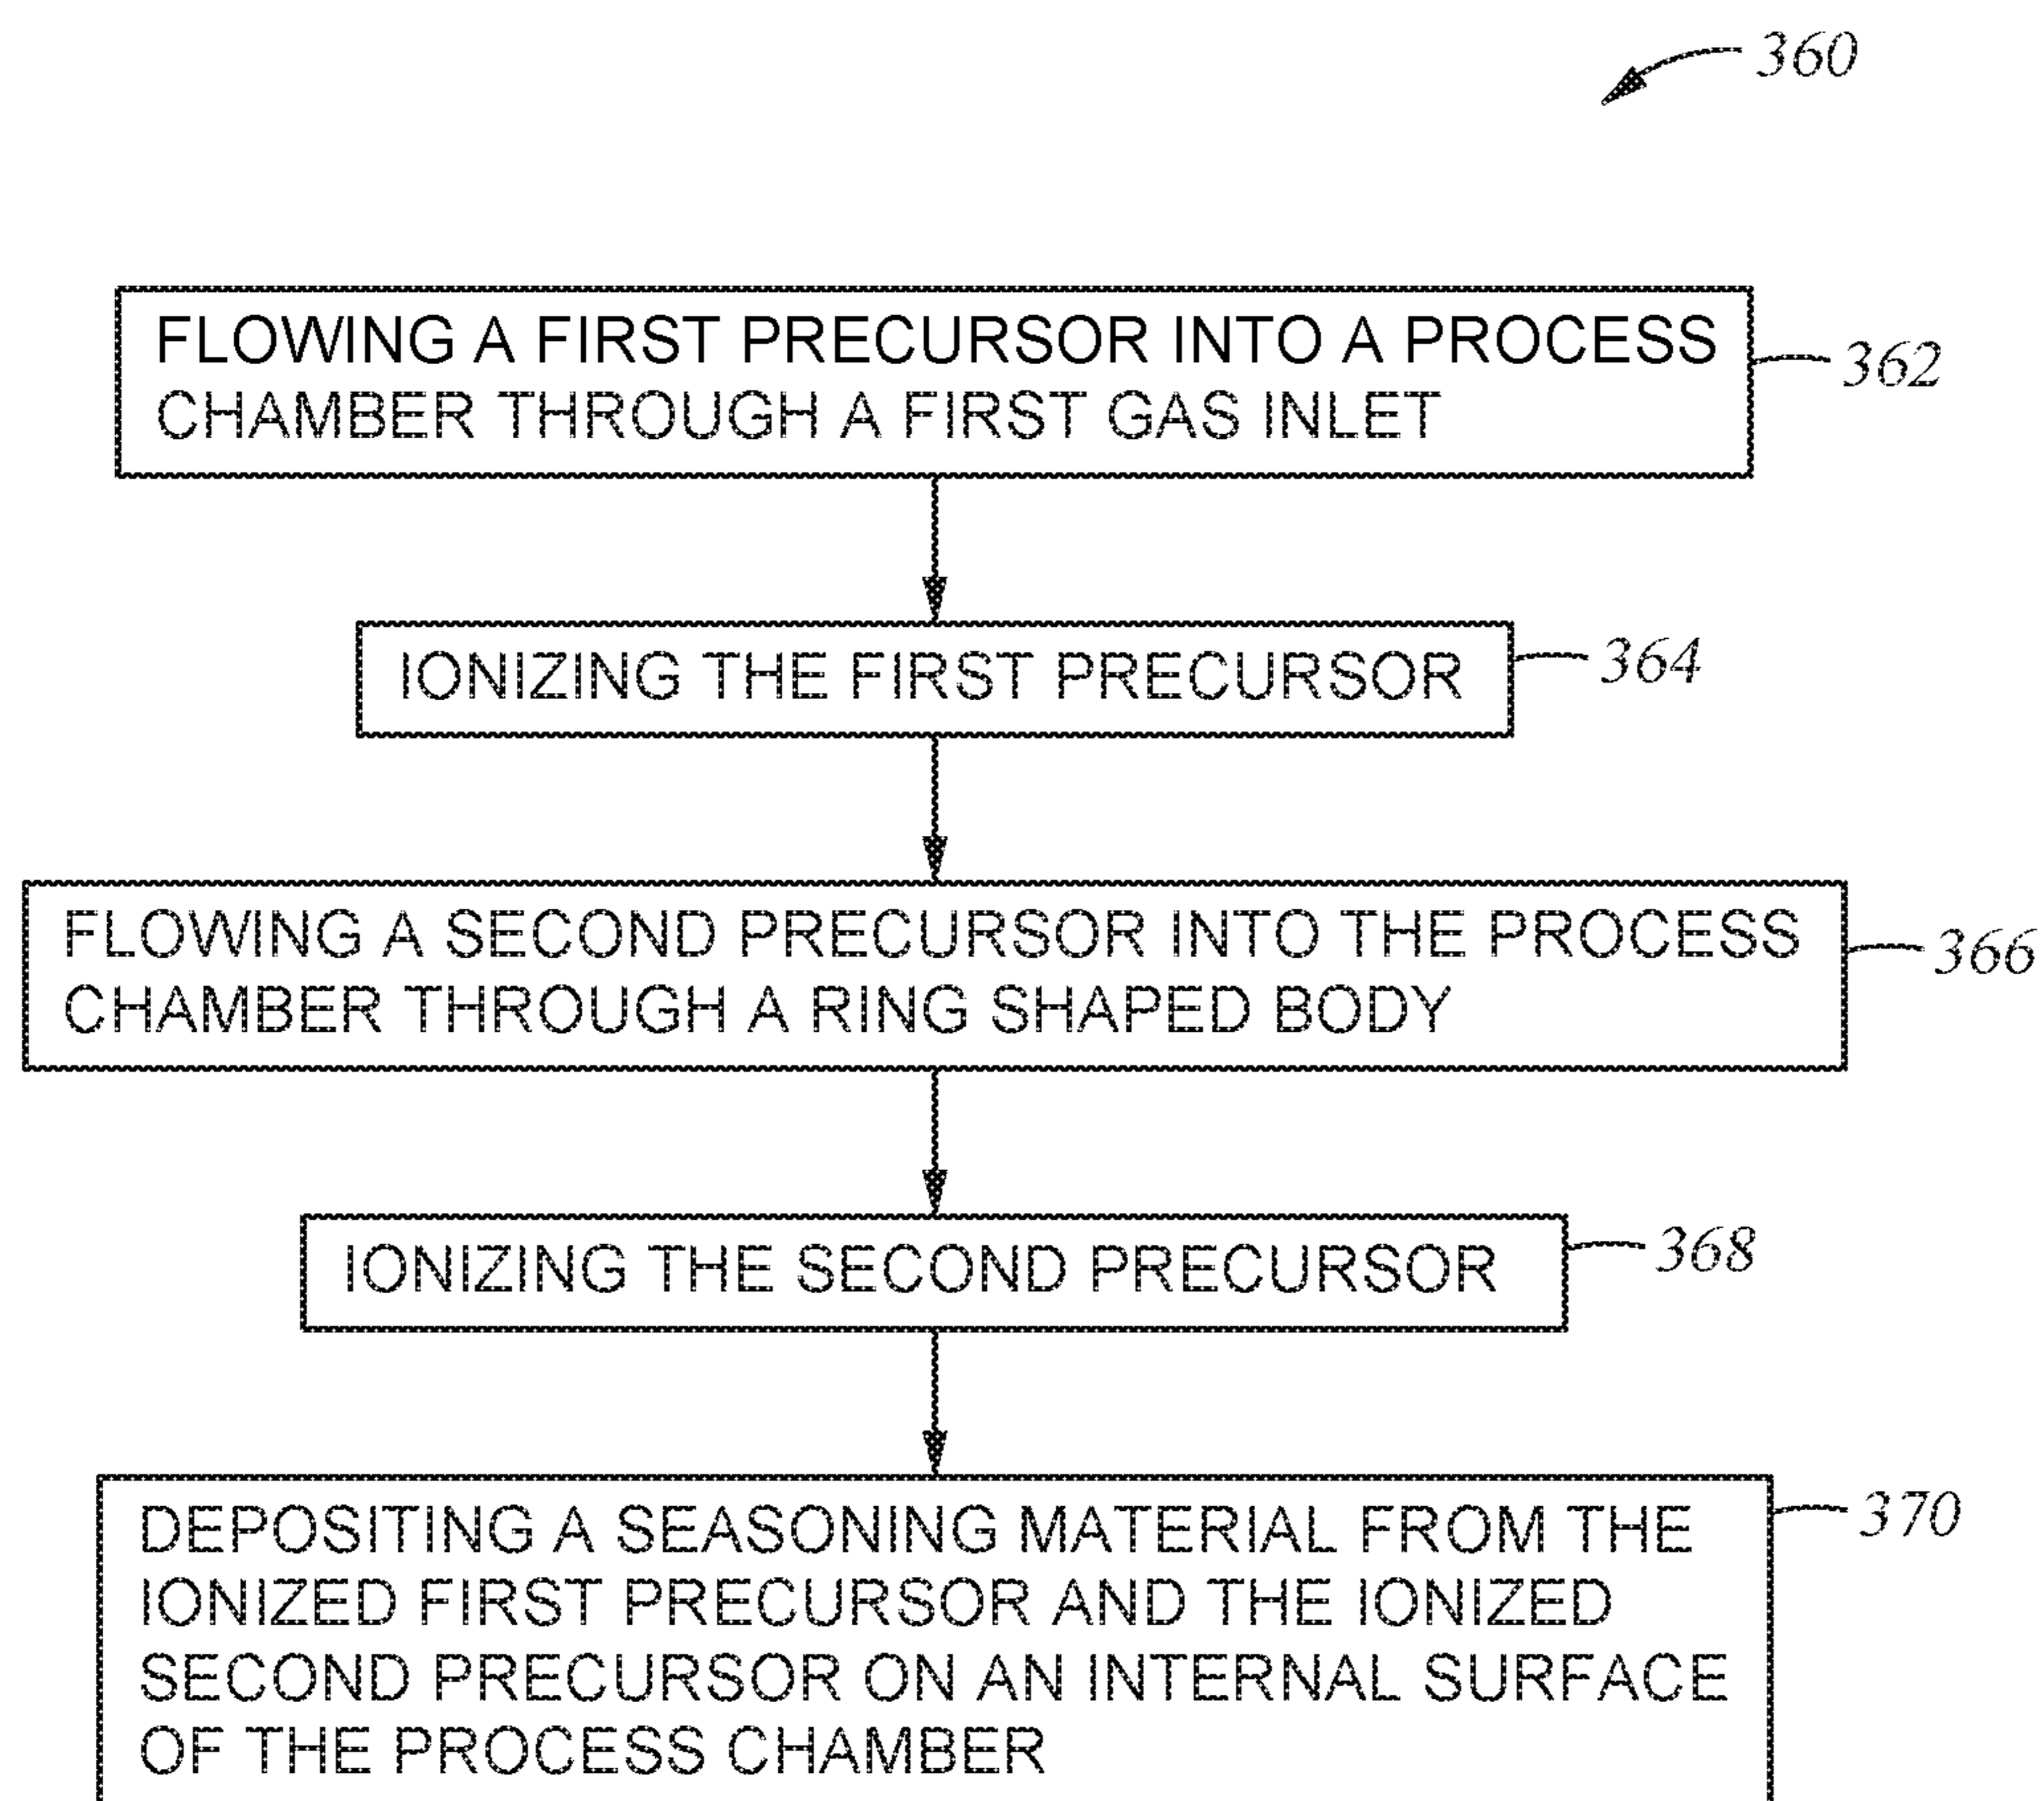 360
FLOWING A FIRST PRECURSOR INTO A PROCESS
CHAMBER THROUGH A FIRST GAS INLET
362
IONIZING THE FIRST PRECURSOR
364
FLOWING A SECOND PRECURSOR INTO THE PROCESS
CHAMBER THROUGH A RING SHAPED BODY
366
IONIZING THE SECOND PRECURSOR
368
DEPOSITING A SEASONING MATERIAL FROM THE
IONIZED FIRST PRECURSOR AND THE IONIZED
SECOND PRECURSOR ON AN INTERNAL SURFACE
OF THE PROCESS CHAMBER
370